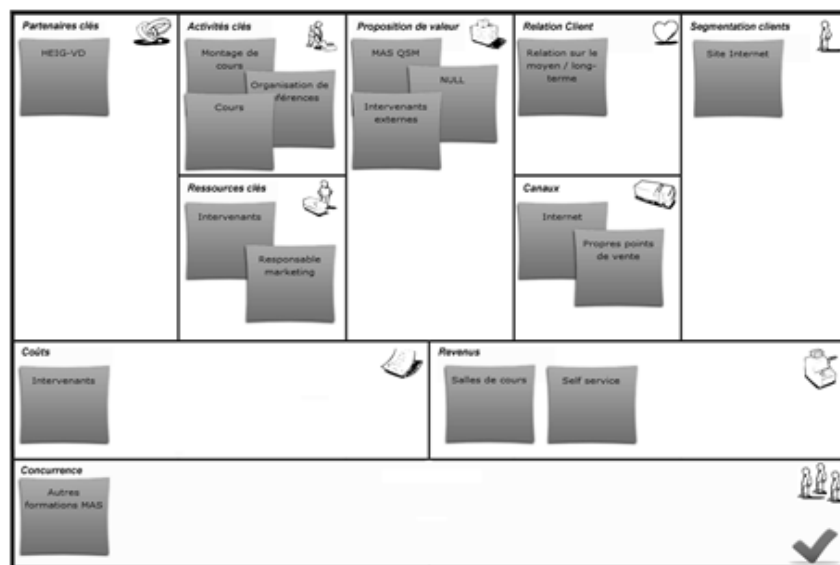 Partenaires clés
HEIG-VD
Activités clés
Montage de
cours
Organisation de
férences
Cours
Proposition de valeur
MAS QSM
NULL
Intervenants
externes
Relation Client
Relation sur le
moyen / long-
terme
Segmentation clients
Site Internet
Ressources clés
Intervenants
Responsable
marketing
Canaux
Internet
Propres points
de vente
Coûts
Intervenants
Revenus
Salles de cours
Self service
Concurrence
Autres
formations MAS